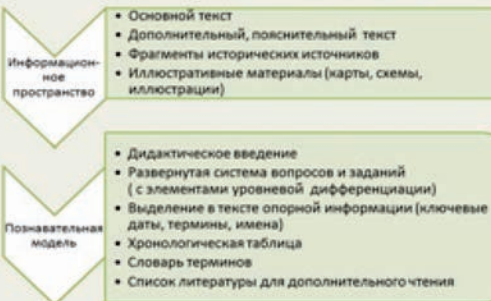 Информацион-
ное
пространство
• Основной текст
• Дополнительный, пояснительный текст
• Фрагменты исторических источников
• Иллюстративные материалы (карты, схемы,
иллюстрации)
Познавательная
модель
• Дидактическое введение
• Развернутая система вопросов и заданий
( с элементами уровневой дифференциации)
• Выделение в тексте опорной информации (ключевые
даты, термины, имена)
• Хронологическая таблица
• Словарь терминов
• Список литературы для дополнительного чтения